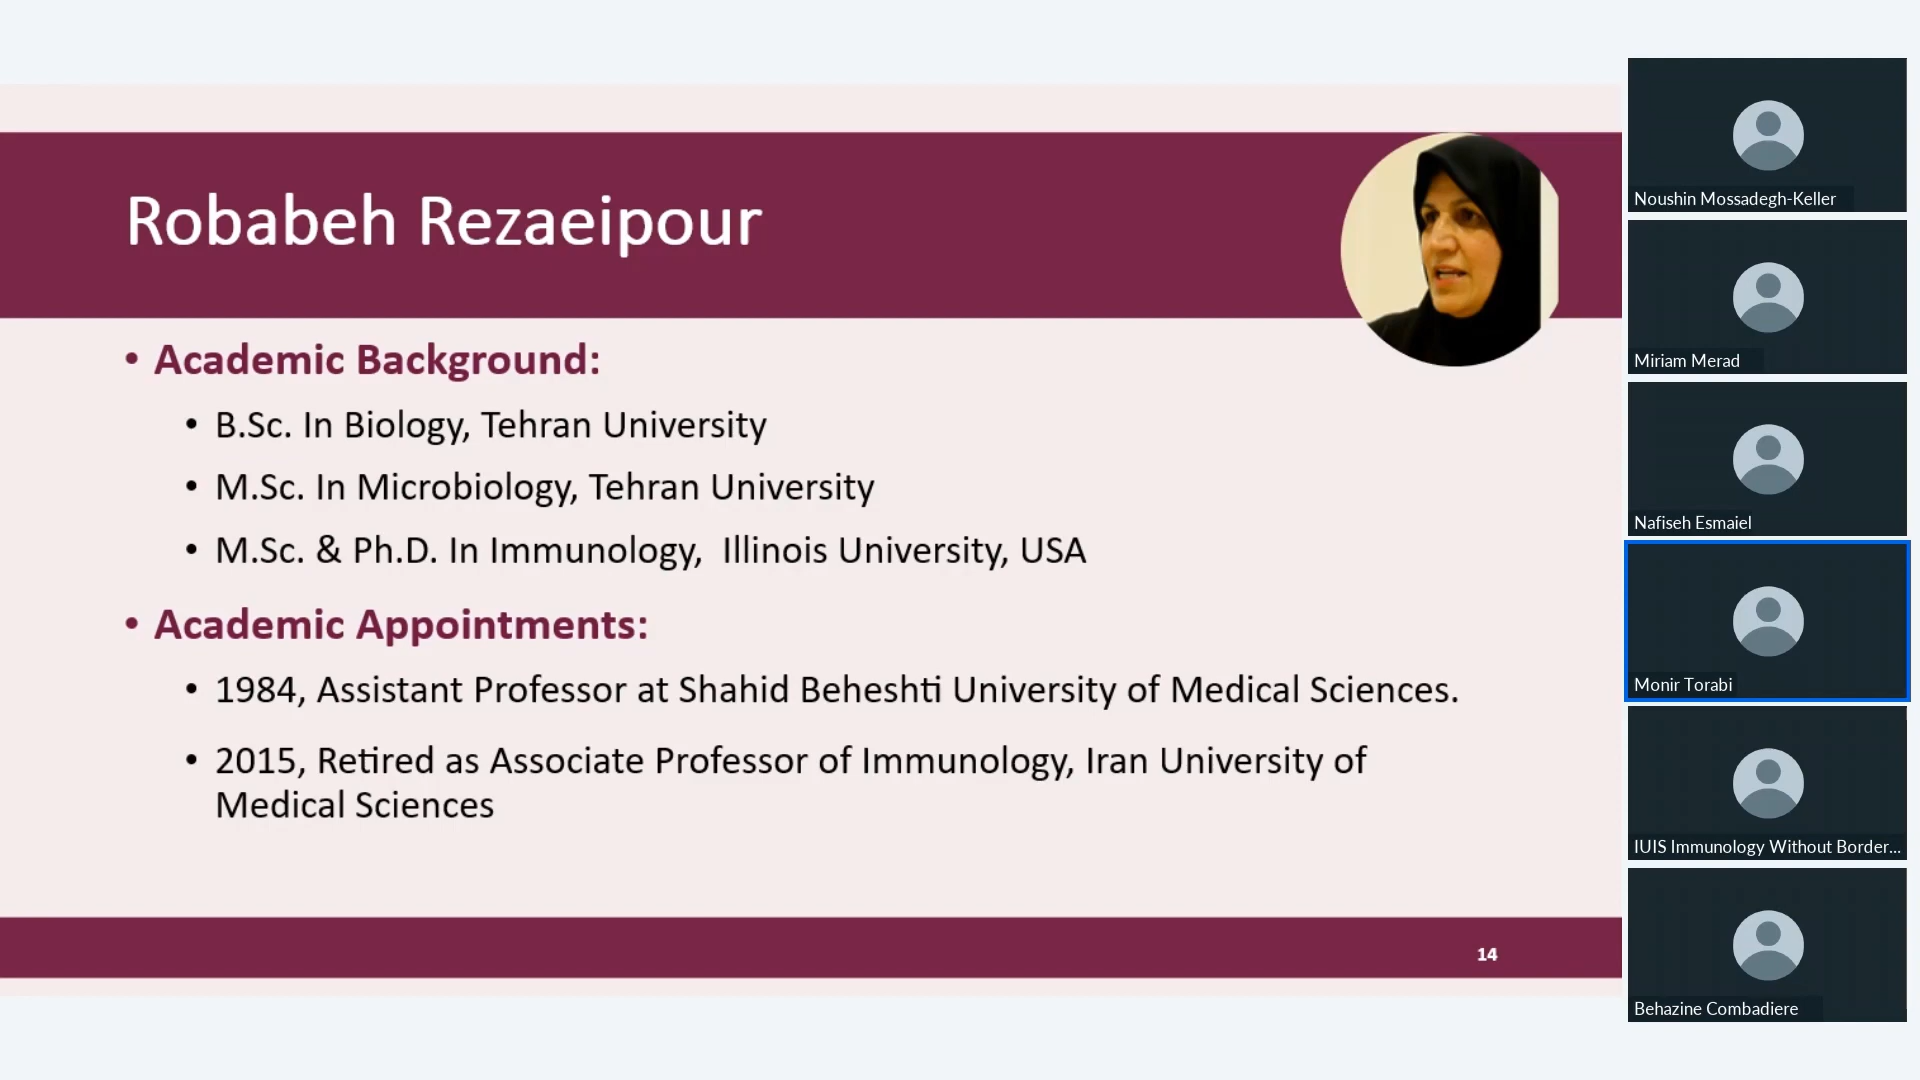 Robabeh Rezaeipour
• Academic Background:
• B.Sc. In Biology, Tehran University
• M.Sc. In Microbiology, Tehran University
• M.Sc. & Ph.D. In Immunology, Illinois University, USA
• Academic Appointments:
• 1984, Assistant Professor at Shahid Beheshti University of Medical Sciences.
• 2015, Retired as Associate Professor of Immunology, Iran University of
Medical Sciences
14
Noushin Mossadegh-Keller
Miriam Merad
Nafiseh Esmaiel
Monir Torabi
IUIS Immunology Without Border...
Behazine Combadiere